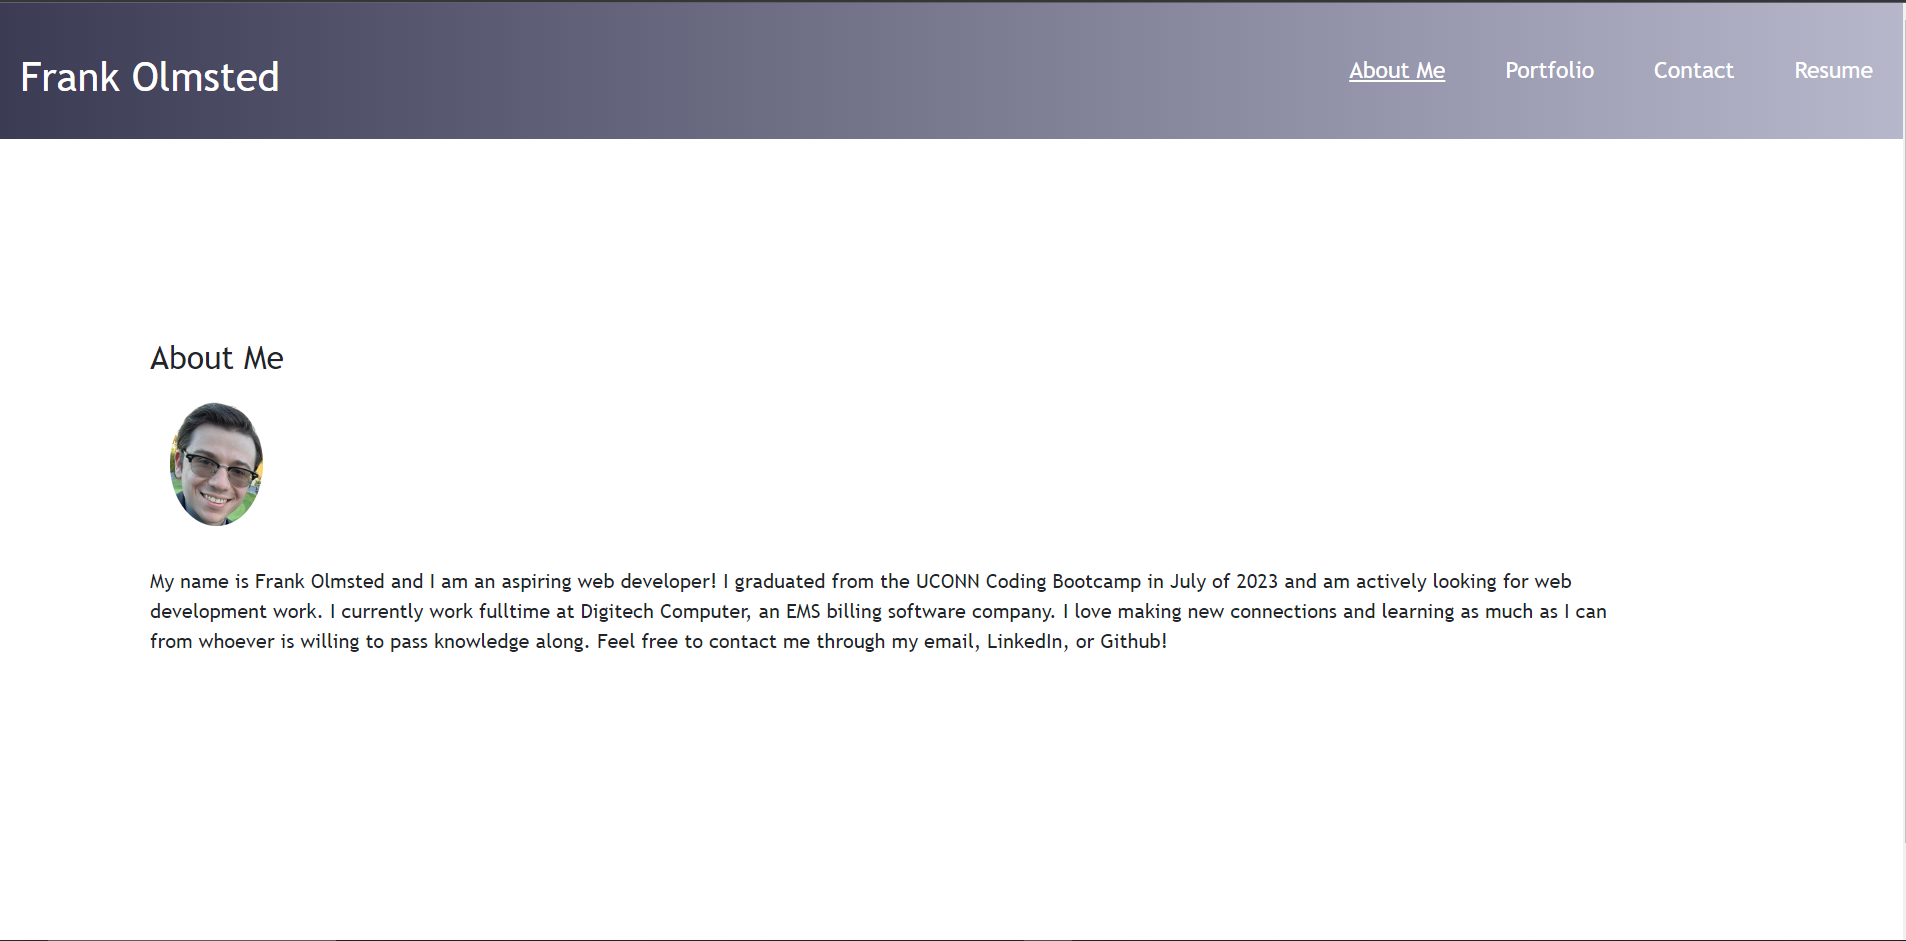 Frank Olmsted
About Me
Portfolio
Contact
Resume
About Me
My name is Frank Olmsted and I am an aspiring web developer! I graduated from the UCONN Coding Bootcamp in July of 2023 and am actively looking for web
development work. I currently work fulltime at Digitech Computer, an EMS billing software company. I love making new connections and learning as much as I can
from whoever is willing to pass knowledge along. Feel free to contact me through my email, LinkedIn, or Github!